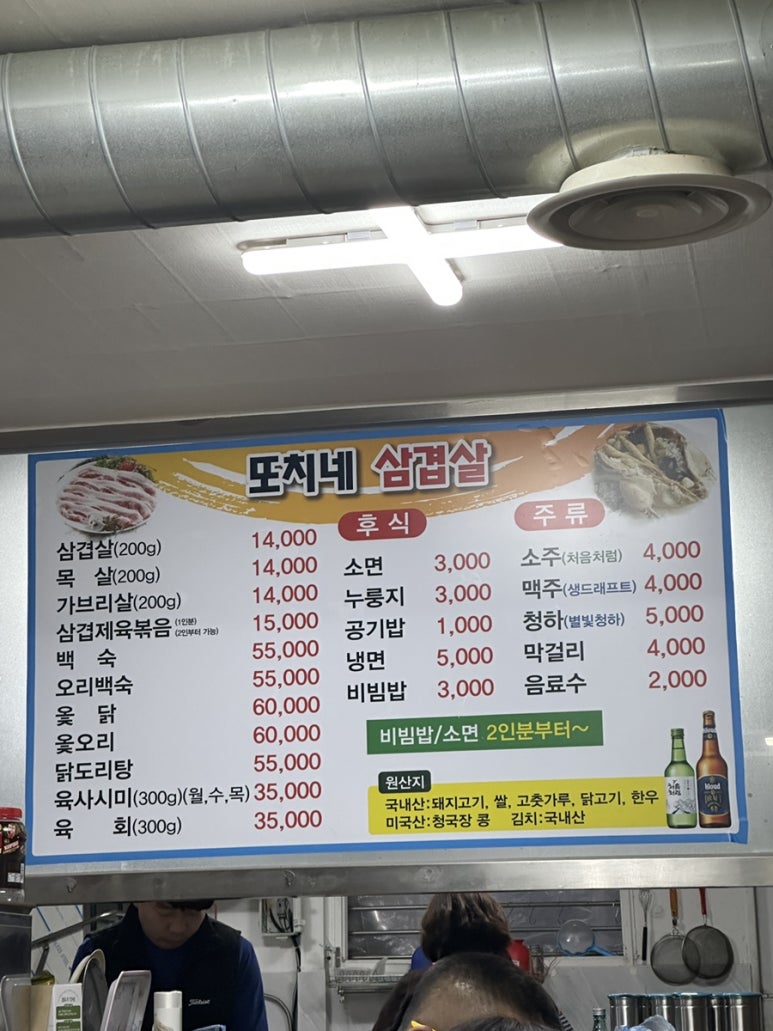 또치네 삼겹살
삼겹살(200g) 14,000
목 살(200g) 14,000
가브리살(200g) 14,000
삼겹제육볶음 (1인분) (2인부터 가능) 15,000
백 숙 55,000
오리백숙 55,000
옻 닭 60,000
옻오리 60,000
닭도리탕 55,000
육사시미(300g)(월,수,목) 35,000
육 회(300g) 35,000
후 식
소면 3,000
누룽지 3,000
공기밥 1,000
냉면 5,000
비빔밥 3,000
주 류
소주(처음처럼) 4,000
맥주(생드래프트) 4,000
청하(별빛청하) 5,000
막걸리 4,000
음료수 2,000
비빔밥/소면 2인분부터~
원산지
국내산:돼지고기, 쌀, 고춧가루, 닭고기, 한우
미국산:청국장 콩 김치:국내산
처음처럼
Titleist